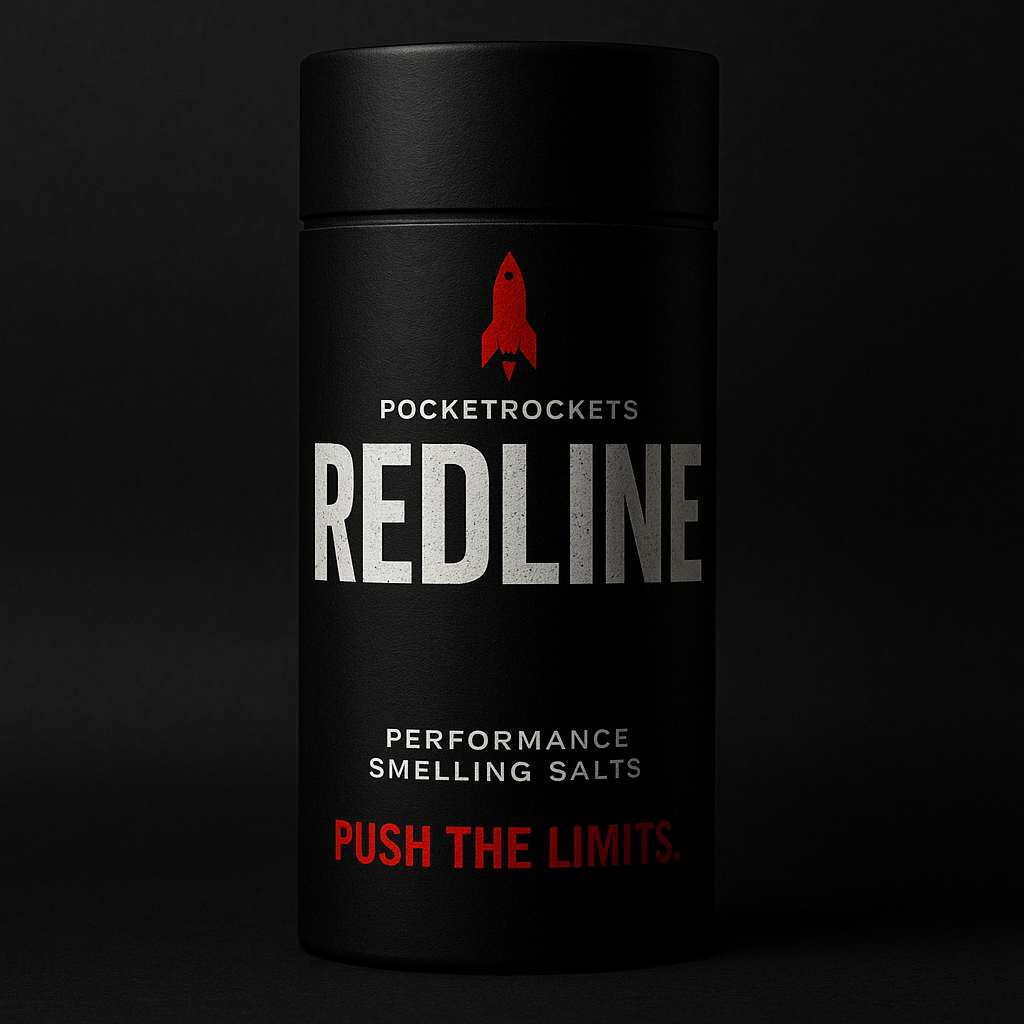 POCKETROCKETS
REDLINE
PERFORMANCE
SMELLING SALTS
PUSH THE LIMITS.